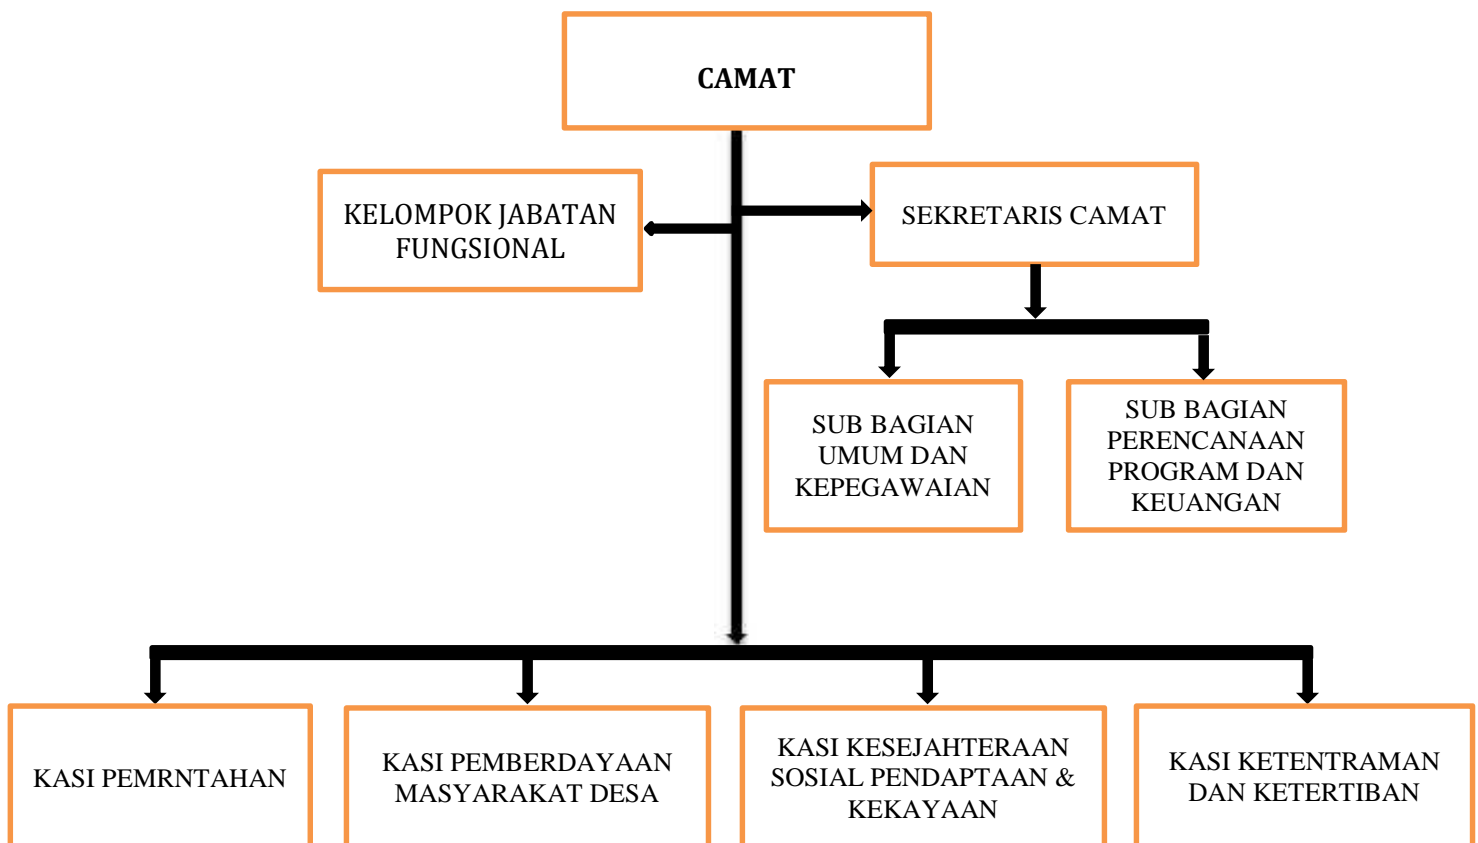 CAMAT
KELOMPOK JABATAN
FUNGSIONAL
SEKRETARIS CAMAT
SUB BAGIAN
UMUM DAN
KEPEGAWAIAN
SUB BAGIAN
PERENCANAAN
PROGRAM DAN
KEUANGAN
KASI PEMRNTAHAN
KASI PEMBERDAYAAN
MASYARAKAT DESA
KASI KESEJAHTERAAN
SOSIAL PENDAPTAAN &
KEKAYAAN
KASI KETENTRAMAN
DAN KETERTIBAN